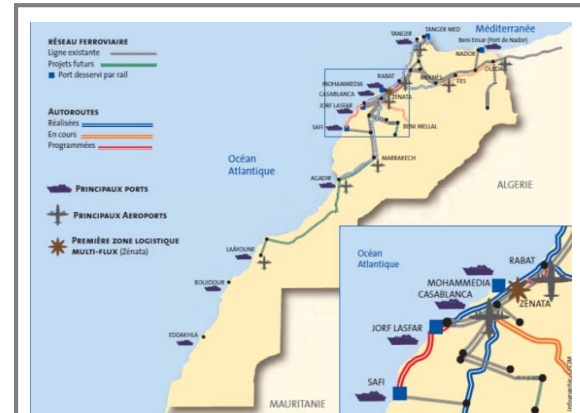 RÉSEAU FERROVIAIRE
Ligne existante
Projets futurs
Port desservi par rail
AUTOROUTES
Réalisées
En cours
Programmées
PRINCIPAUX PORTS
PRINCIPAUX AEROPORTS
PREMIÈRE ZONE LOGISTIQUE
MULTI-FLUX (Zénata)
TANGER
TANGER MED
Méditerranée
Beni Ensar (Port de Nador)
NADOR
OUJDA
RABAT
MEKNÈS
FES
MOHAMMEDIA
CASABLANCA
ZENATA
JORF LASFAR
SAFI
BENI MELLAL
Océan
Atlantique
MARRAKECH
AGADIR
ALGERIE
LAÂYOUNE
BOUJDOUR
EDDAKHLA
MAURITANIE
Océan
Atlantique
RABAT
MOHAMMEDIA
CASABLANCA
ZENATA
JORF LASFAR
SAFI